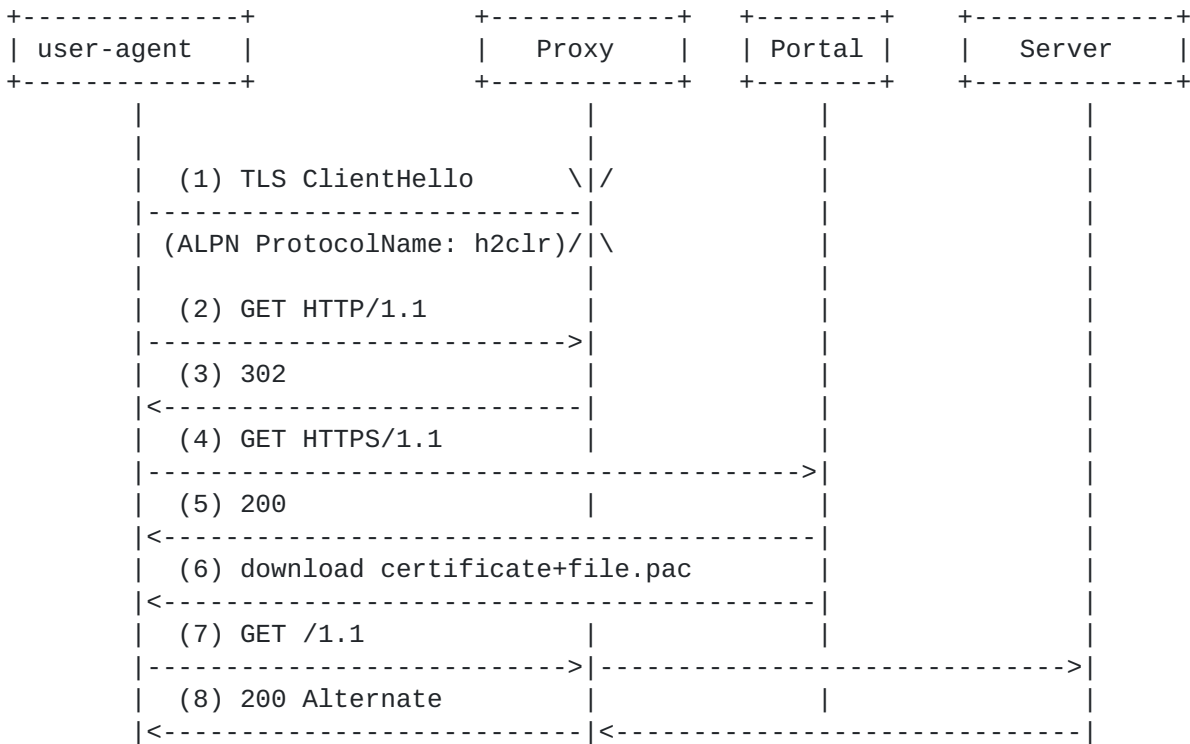 user-agent Proxy Portal Server
(1) TLS ClientHello
(ALPN ProtocolName: h2clr)
(2) GET HTTP/1.1
(3) 302
(4) GET HTTPS/1.1
(5) 200
(6) download certificate+file.pac
(7) GET /1.1
(8) 200 Alternate